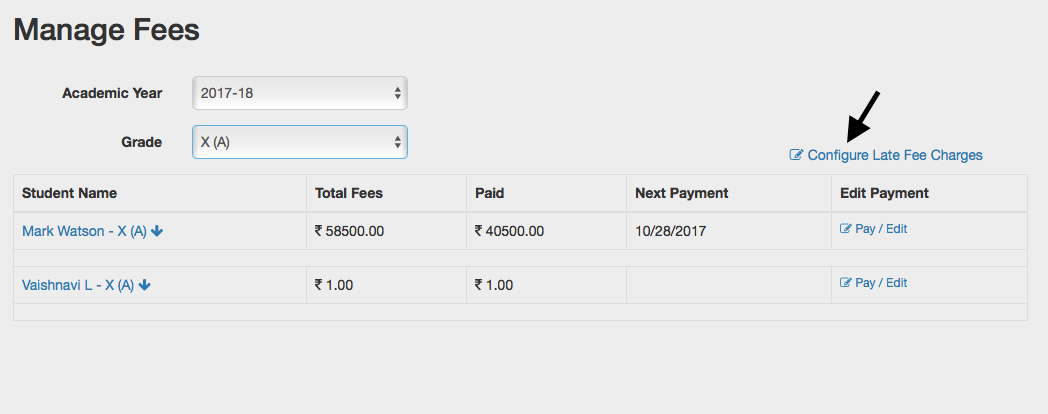 Manage Fees
Academic Year 2017-18
Grade X (A)
Configure Late Fee Charges
Student Name Total Fees Paid Next Payment Edit Payment
Mark Watson - X (A) ₹ 58500.00 ₹ 40500.00 10/28/2017 Pay / Edit
Vaishnavi L - X (A) ₹ 1.00 ₹ 1.00 Pay / Edit